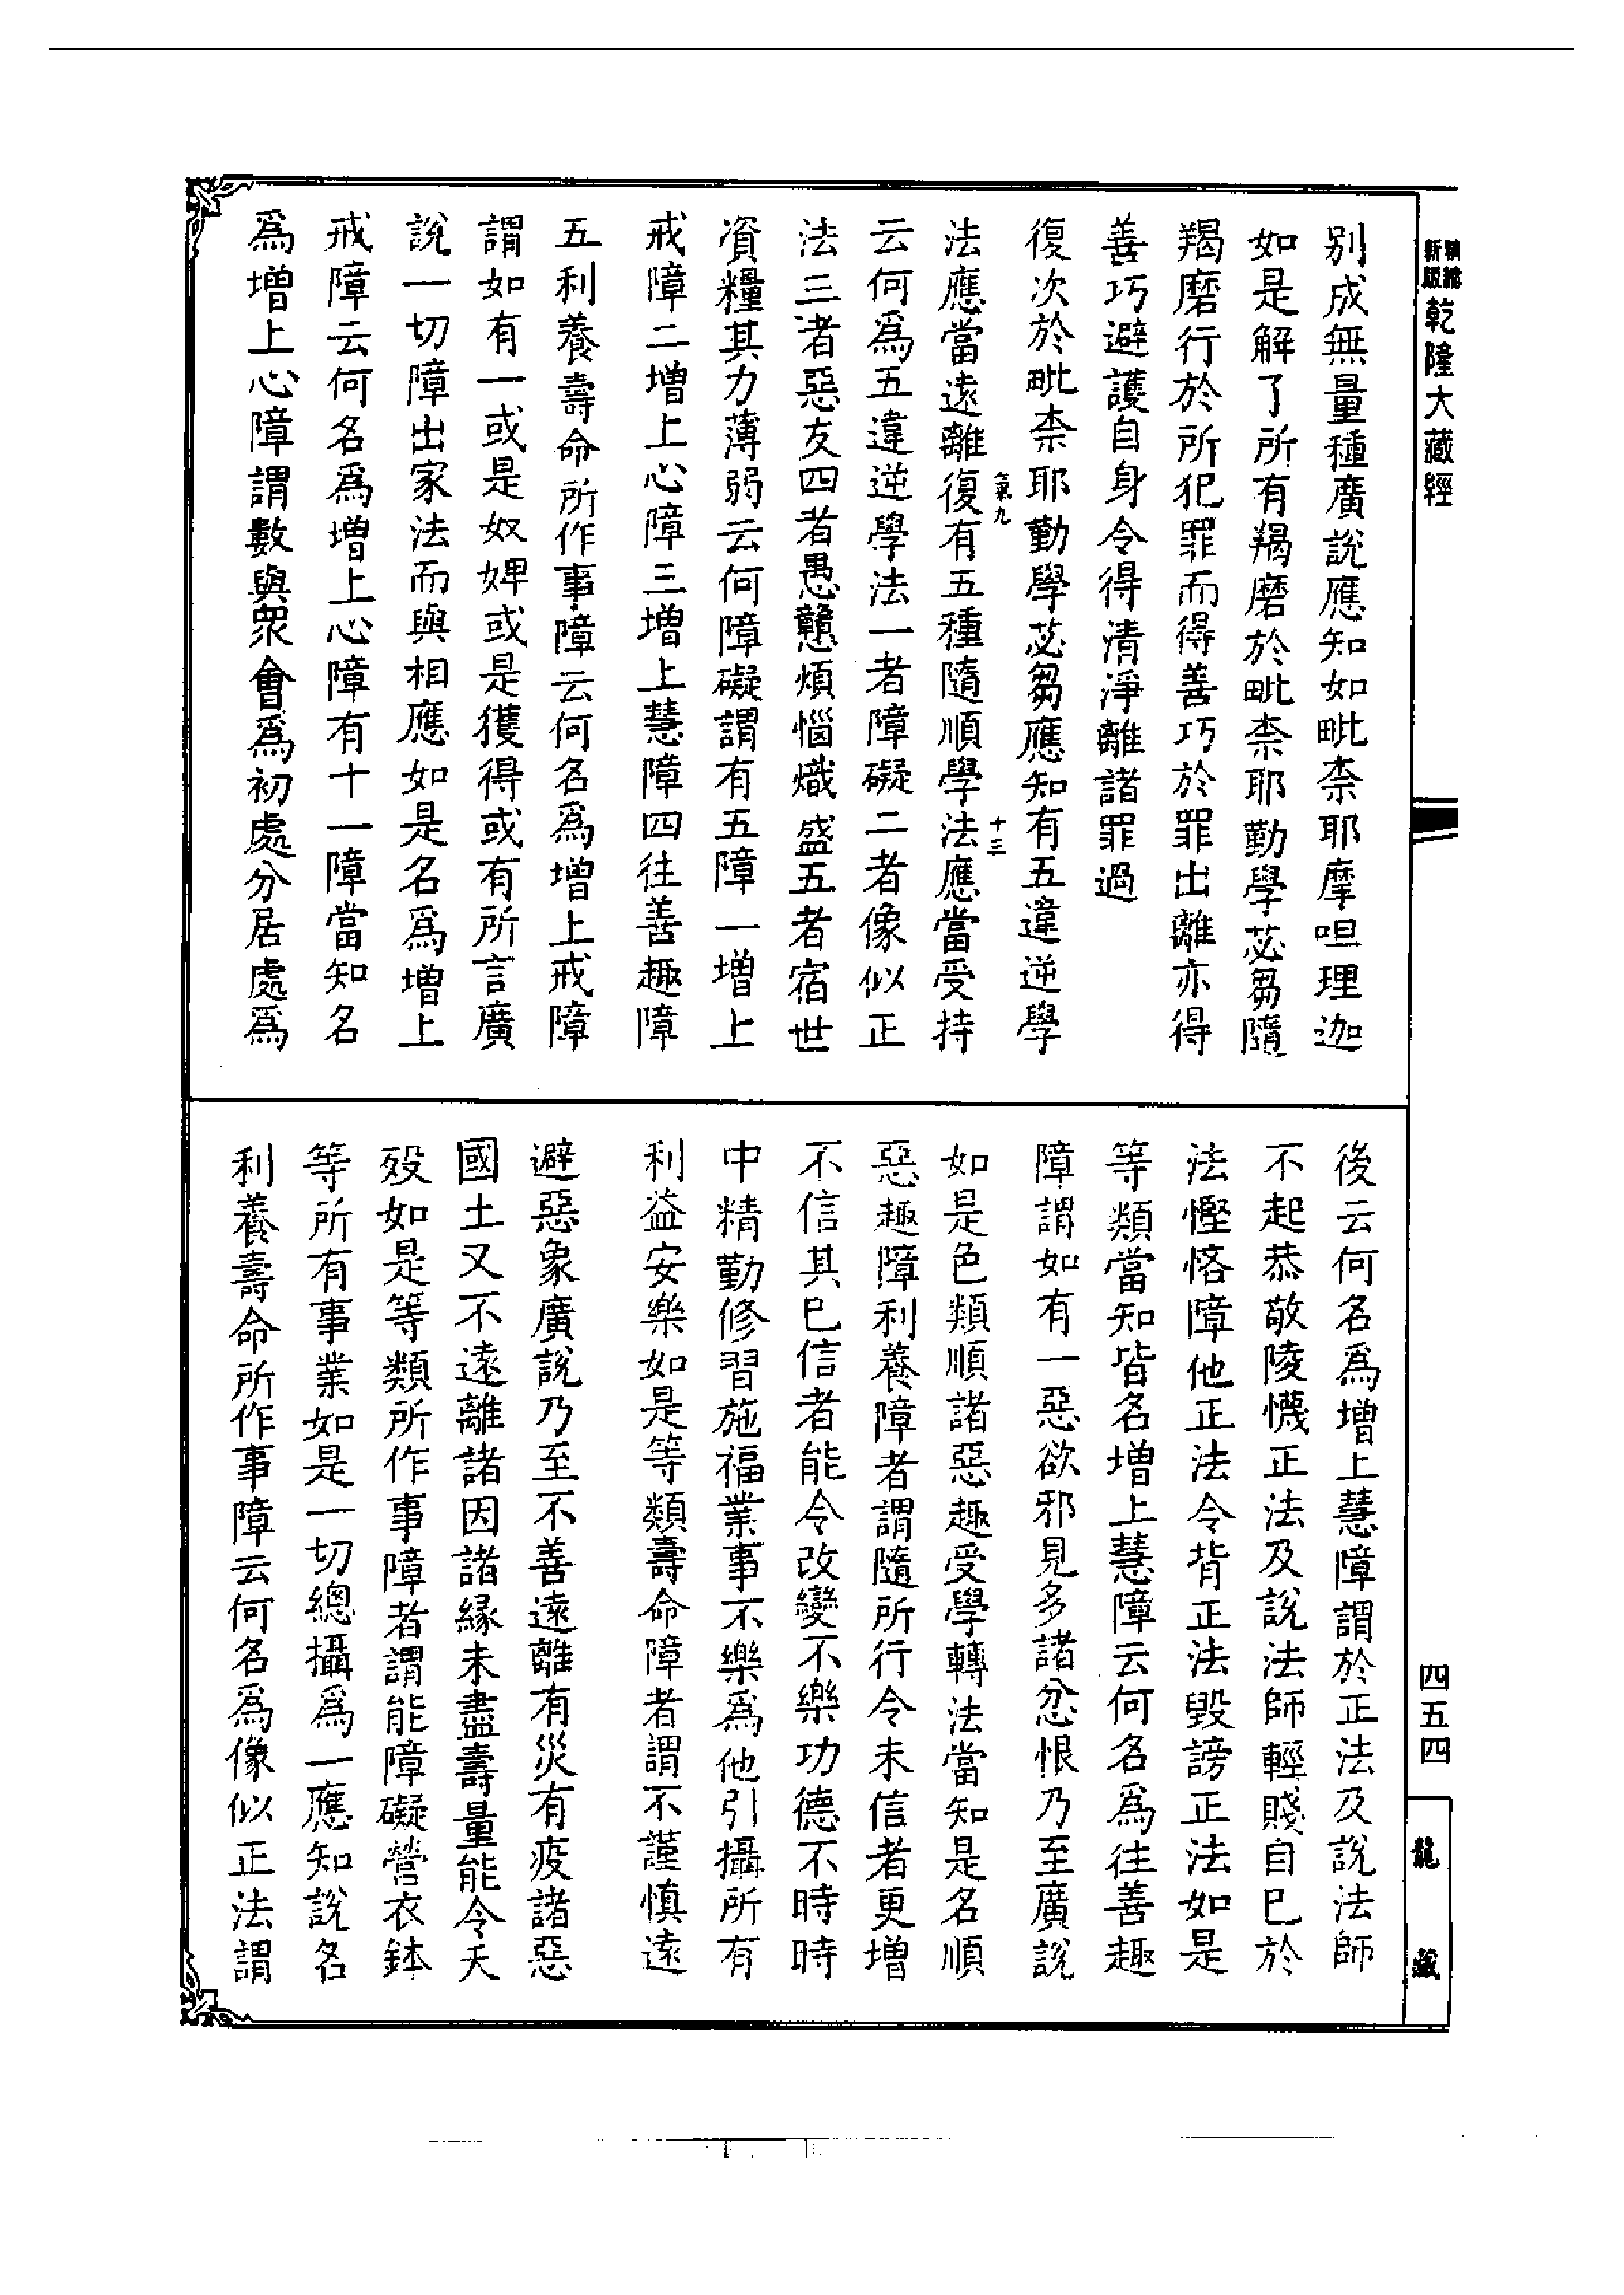 精縮
新版
乾隆大藏經
四五四
龍藏
別成無量種廣說應知如毗柰耶摩呾理迦
如是解了所有羯磨於毗柰耶勤學苾芻隨
羯磨行於所犯罪而得善巧於罪出離亦得
善巧避護自身令得清淨離諸罪過
復次於毗柰耶勤學苾芻應知有五違逆學
氣九
十三
法應當遠離復有五種隨順學法應當受持
云何為五違逆學法一者障礙二者像似正
法三者惡友四者愚戇煩惱熾盛五者宿世
資糧其力薄弱云何障礙謂有五障一增上
戒障二增上心障三增上慧障四往善趣障
五利養壽命所作事障云何名為增上戒障
謂如有一或是奴婢或是獲得或有所言廣
說一切障出家法而與相應如是名為增上
戒障云何名為增上心障有十一障當知名
為增上心障謂數與眾會為初處分居處為
後云何名為增上慧障謂於正法及說法師
不起恭敬陵懱正法及說法師輕賤自已於
法慳悋障他正法令背正法毀謗正法如是
等類當知皆名增上慧障云何名為往善趣
障謂如有一惡欲邪見多諸忿恨乃至廣說
如是色類順諸惡趣受學轉法當知是名順
惡趣障利養障者謂隨所行令未信者更增
不信其已信者能令改變不樂功德不時時
中精勤修習施福業事不樂為他引攝所有
利益安樂如是等類壽命障者謂不謹慎遠
避惡象廣說乃至不善遠離有災有疫諸惡
國土又不遠離諸因諸緣未盡壽量能令夭
歿如是等類所作事障者謂能障礙營衣鉢
等所有事業如是一切總攝為一應知說名
利養壽命所作事障云何名為像似正法謂